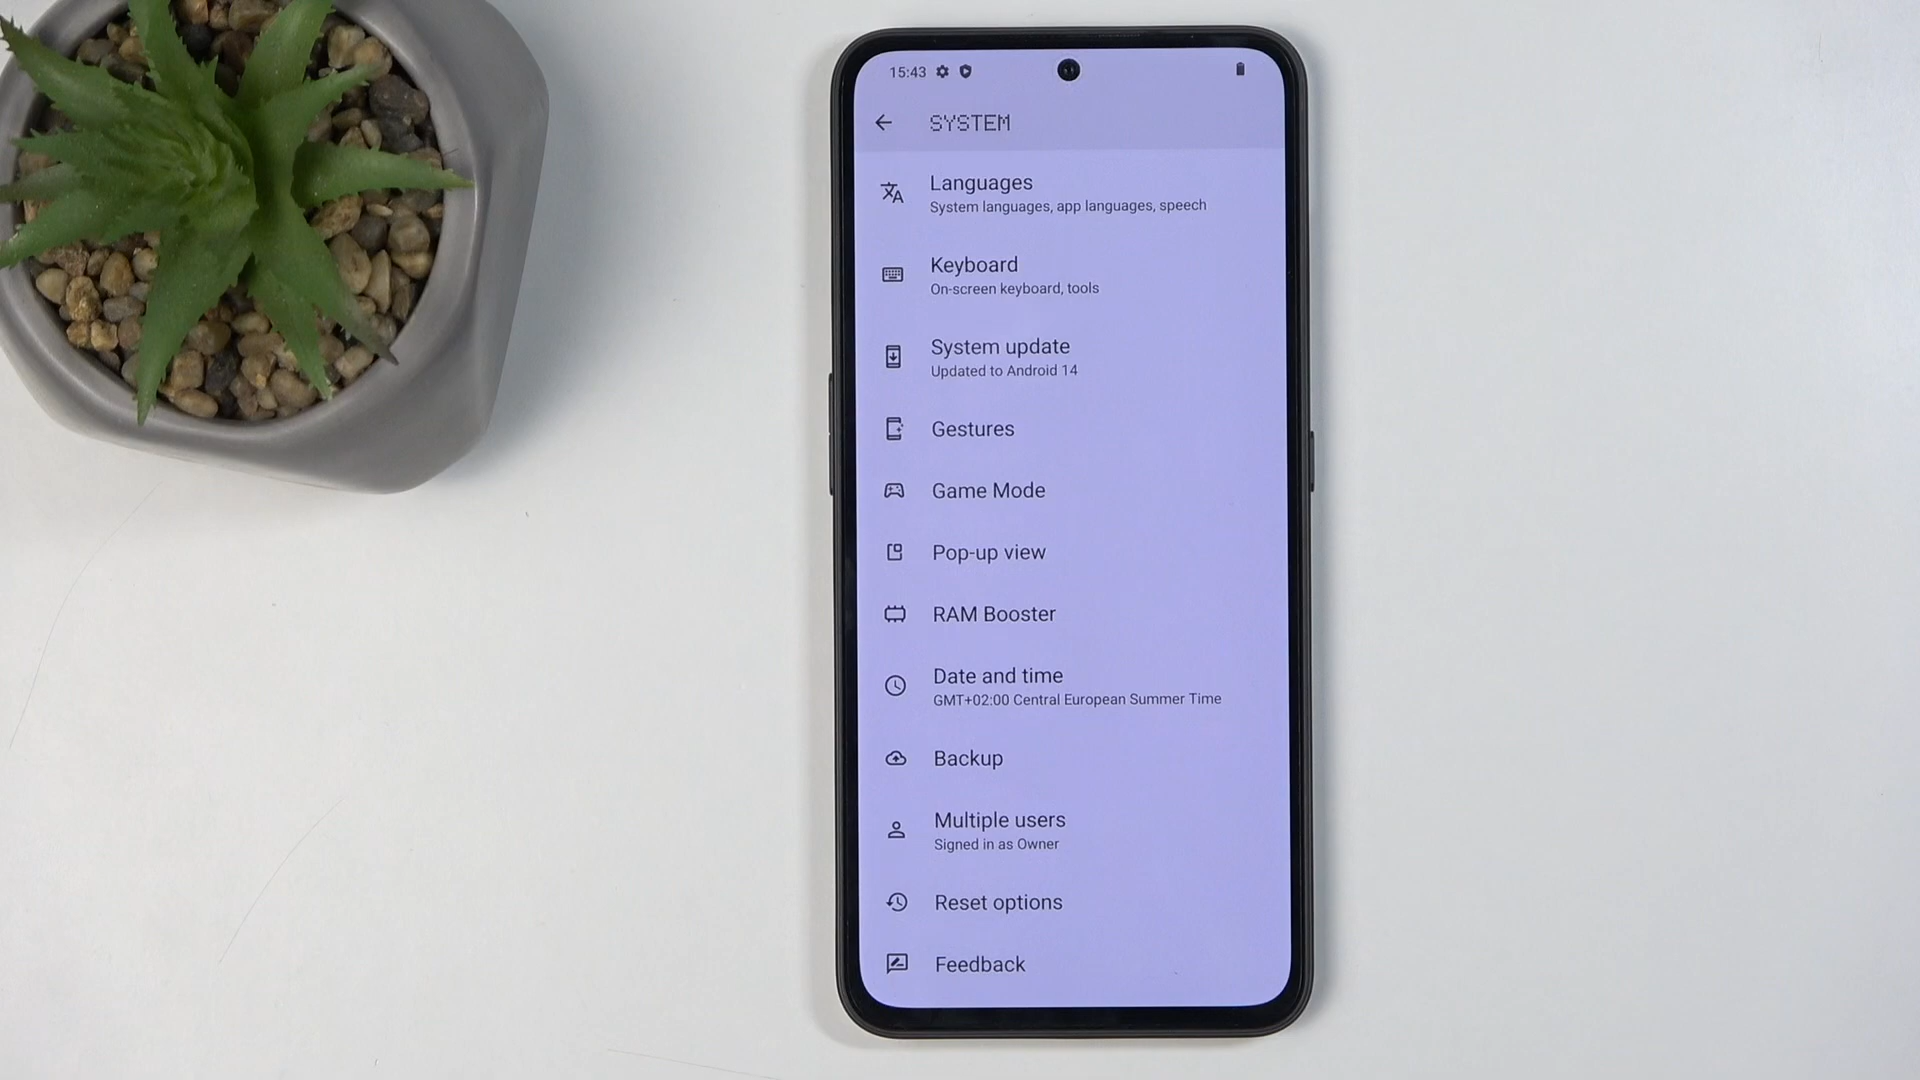 15:43
SYSTEM
Languages
System languages, app languages, speech
Keyboard
On-screen keyboard, tools
System update
Updated to Android 14
Gestures
Game Mode
Pop-up view
RAM Booster
Date and time
GMT+02:00 Central European Summer Time
Backup
Multiple users
Signed in as Owner
Reset options
Feedback